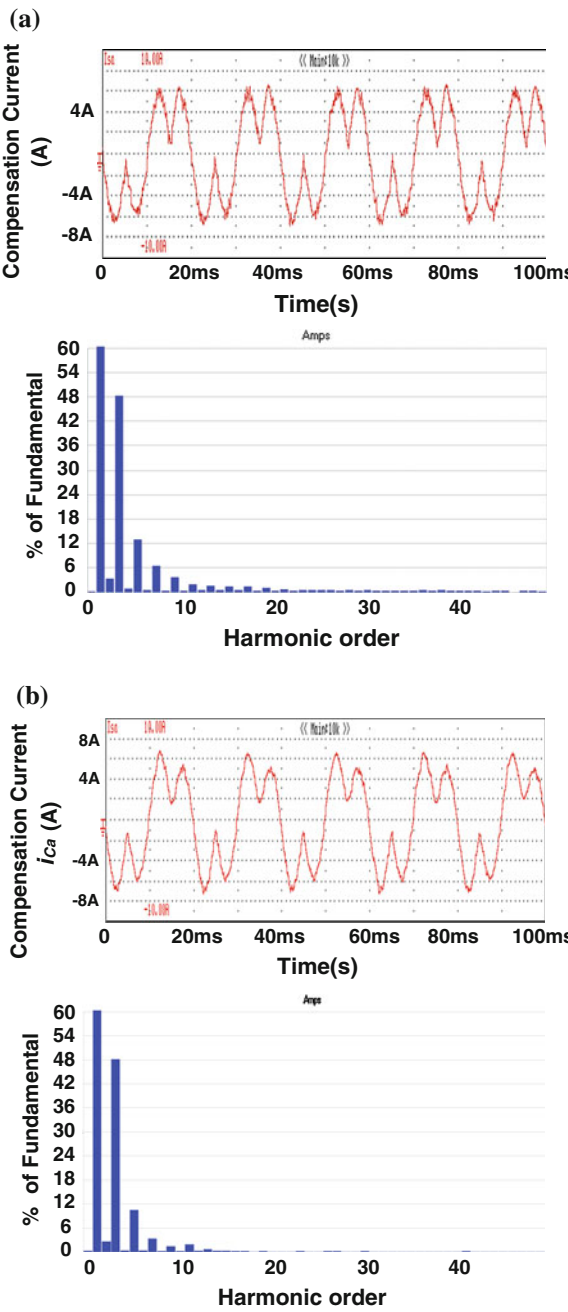 (a)
Isa 10.00A << Main:10k >>
Compensation Current
(A)
4A
-4A
-8A
-10.00A
0 20ms 40ms 60ms 80ms 100ms
Time(s)
Amps
% of Fundamental
60
54
48
42
36
30
24
18
12
6
0
0 10 20 30 40
Harmonic order
(b)
Isa 10.00A << Main:10k >>
Compensation Current
iCa (A)
8A
4A
-4A
-8A
-10.00A
0 20ms 40ms 60ms 80ms 100ms
Time(s)
Amps
% of Fundamental
60
54
48
42
36
30
24
18
12
6
0
0 10 20 30 40
Harmonic order